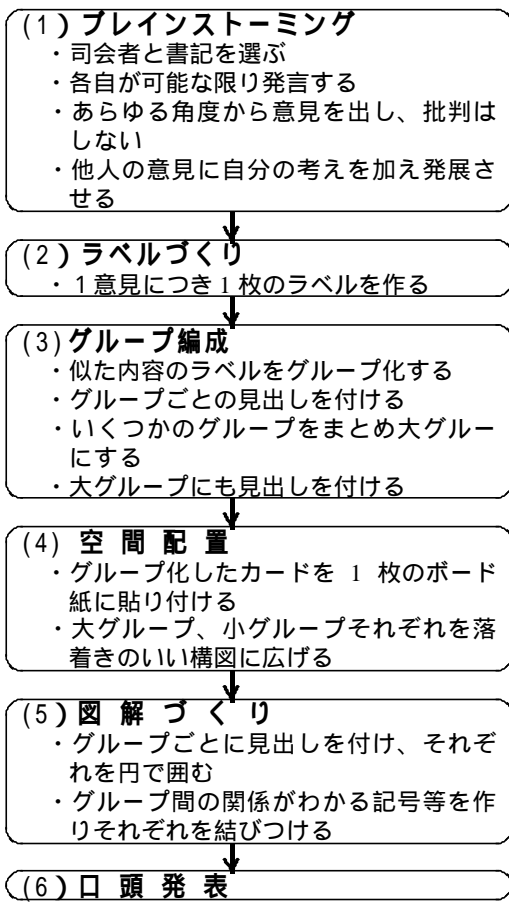 (1)ブレインストーミング
・司会者と書記を選ぶ
・各自が可能な限り発言する
・あらゆる角度から意見を出し、批判は
しない
・他人の意見に自分の考えを加え発展さ
せる
(2)ラベルづくり
・1意見につき1枚のラベルを作る
(3)グループ編成
・似た内容のラベルをグループ化する
・グループごとの見出しを付ける
・いくつかのグループをまとめ大グルー
にする
・大グループにも見出しを付ける
(4) 空 間 配 置
・グループ化したカードを 1 枚のボード
紙に貼り付ける
・大グループ、小グループそれぞれを落
着きのいい構図に広げる
(5)図 解 づ く り
・グループごとに見出しを付け、それぞ
れを円で囲む
・グループ間の関係がわかる記号等を作
りそれぞれを結びつける
(6)口 頭 発 表